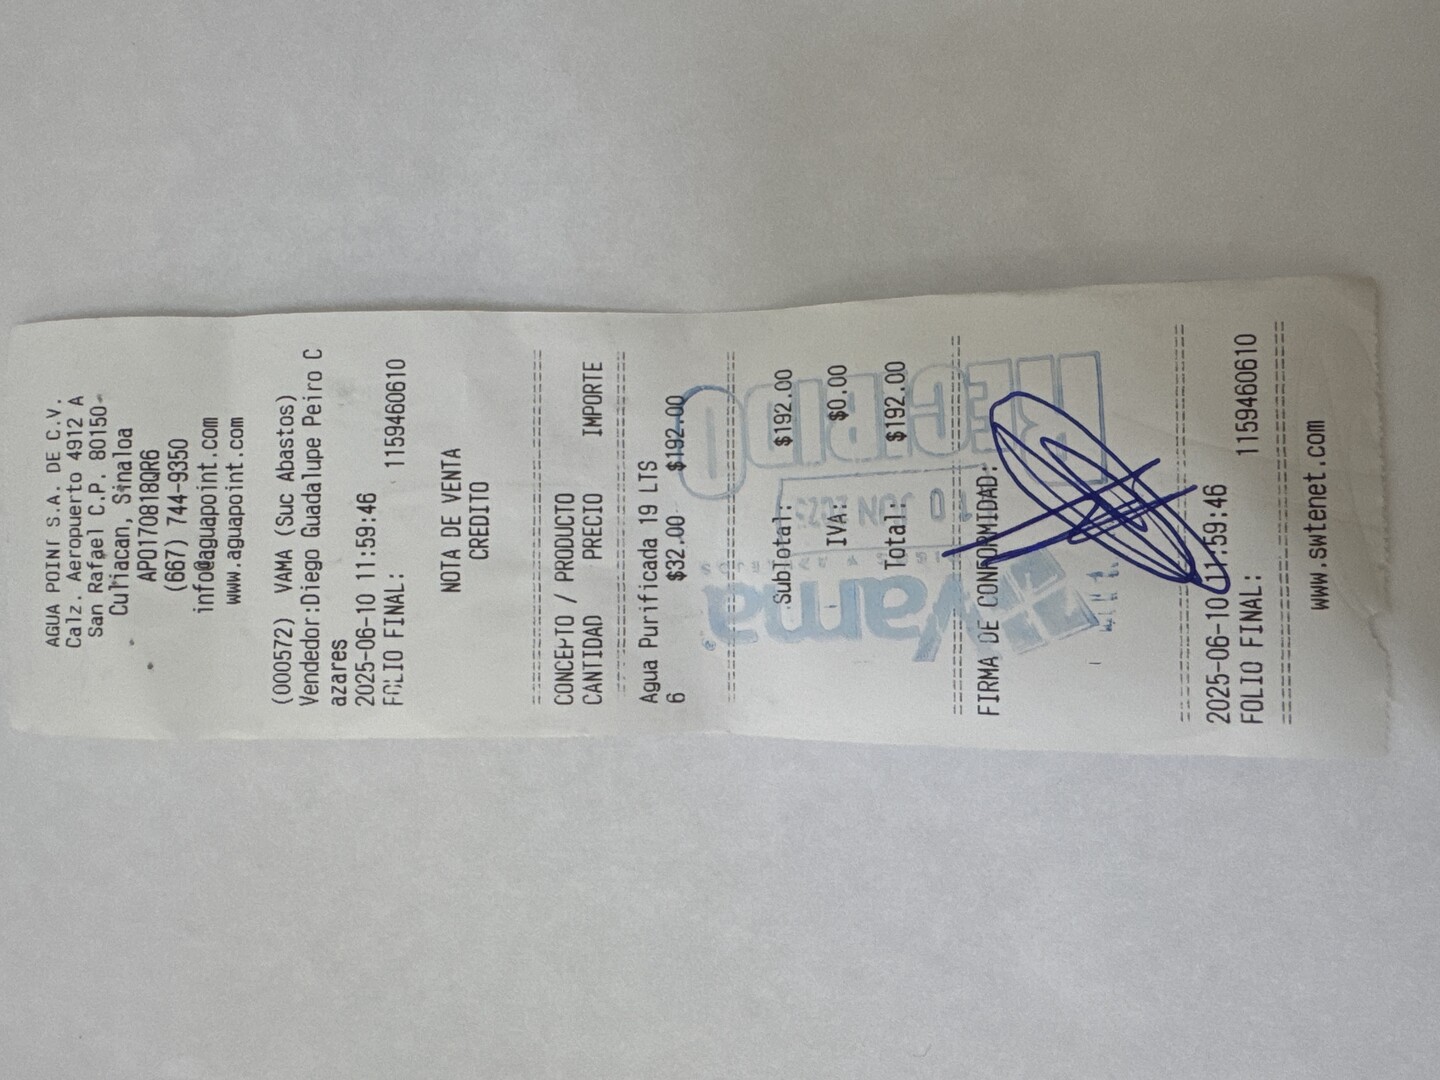 AGUA POINT S.A. DE C.V.
Calz. Aeropuerto 4912 A
San Rafael C.P. 80150
Culiacan, Sinaloa
APO170818QR6
(667) 744-9350
info@aguapoint.com
www.aguapoint.com
(000572) VAMA (Suc Abastos)
Vendedor:Diego Guadalupe Peiro C
azares
2025-06-10 11:59:46
FOLIO FINAL: 1159460610
NOTA DE VENTA
CREDITO
CONCEPTO / PRODUCTO
CANTIDAD PRECIO IMPORTE
Agua Purificada 19 LTS
6 $32.00 $192.00
SubTotal: $192.00
IVA: $0.00
Total: $192.00
RECIBIDO
10 JUN 2025
Vama
FIRMA DE CONFORMIDAD:
2025-06-10 11:59:46
FOLIO FINAL: 1159460610
www.swtenet.com